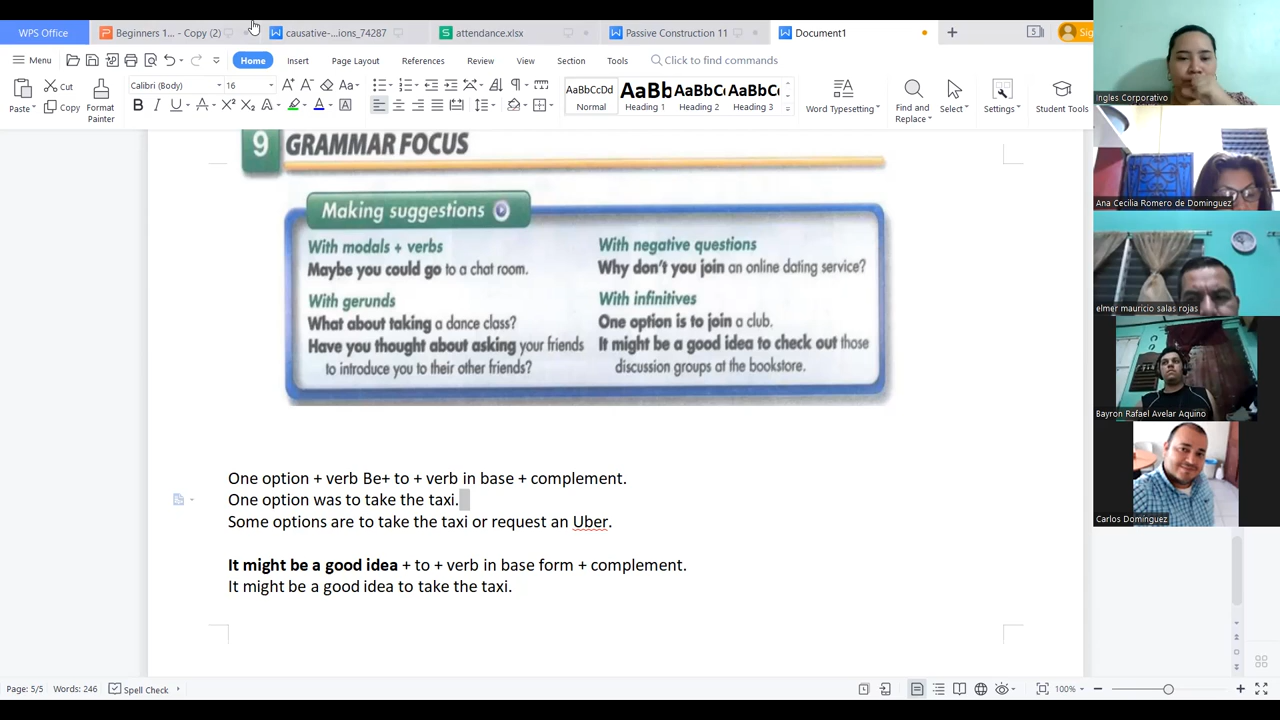 WPS Office
Beginners 1... - Copy (2)
causative-...ions_74287
attendance.xlsx
Passive Construction 11
Document1
5
Sig
Menu
Home
Insert
Page Layout
References
Review
View
Section
Tools
Click to find commands
Paste
Cut
Copy
Format Painter
Calibri (Body)
16
AaBbCcDd
Normal
AaBb
Heading 1
AaBbC
Heading 2
AaBbC
Heading 3
Word Typesetting
Find and Replace
Select
Settings
Student Tools
9 GRAMMAR FOCUS
Making suggestions
With modals + verbs
Maybe you could go to a chat room.
With gerunds
What about taking a dance class?
Have you thought about asking your friends
to introduce you to their other friends?
With negative questions
Why don't you join an online dating service?
With infinitives
One option is to join a club.
It might be a good idea to check out those
discussion groups at the bookstore.
One option + verb Be+ to + verb in base + complement.
One option was to take the taxi.
Some options are to take the taxi or request an Uber.
It might be a good idea + to + verb in base form + complement.
It might be a good idea to take the taxi.
Ingles Corporativo
Ana Cecilia Romero de Dominguez
elmer mauricio salas rojas
Bayron Rafael Avelar Aquino
Carlos Dominguez
Page: 5/5
Words: 246
Spell Check
100%